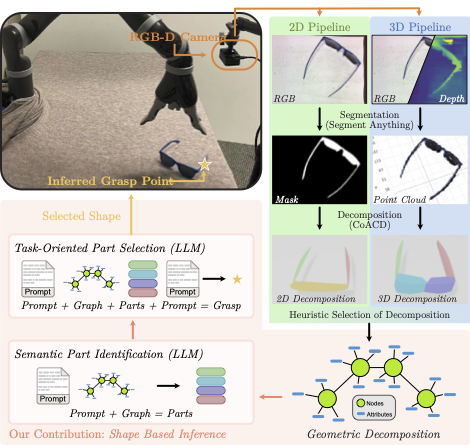 RGB-D Camera
Inferred Grasp Point
2D Pipeline
3D Pipeline
RGB
RGB
Depth
Segmentation
(Segment Anything)
Mask
Point Cloud
Decomposition
(CoACD)
2D Decomposition
3D Decomposition
Heuristic Selection of Decomposition
Nodes
Attributes
Geometric Decomposition
Selected Shape
Task-Oriented Part Selection (LLM)
Prompt
Prompt
Prompt + Graph + Parts + Prompt = Grasp
Semantic Part Identification (LLM)
Prompt
Prompt + Graph = Parts
Our Contribution: Shape Based Inference